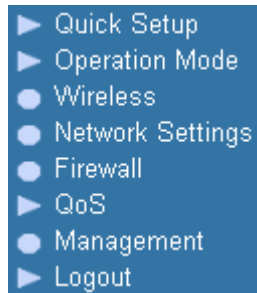 Quick Setup
Operation Mode
Wireless
Network Settings
Firewall
QoS
Management
Logout